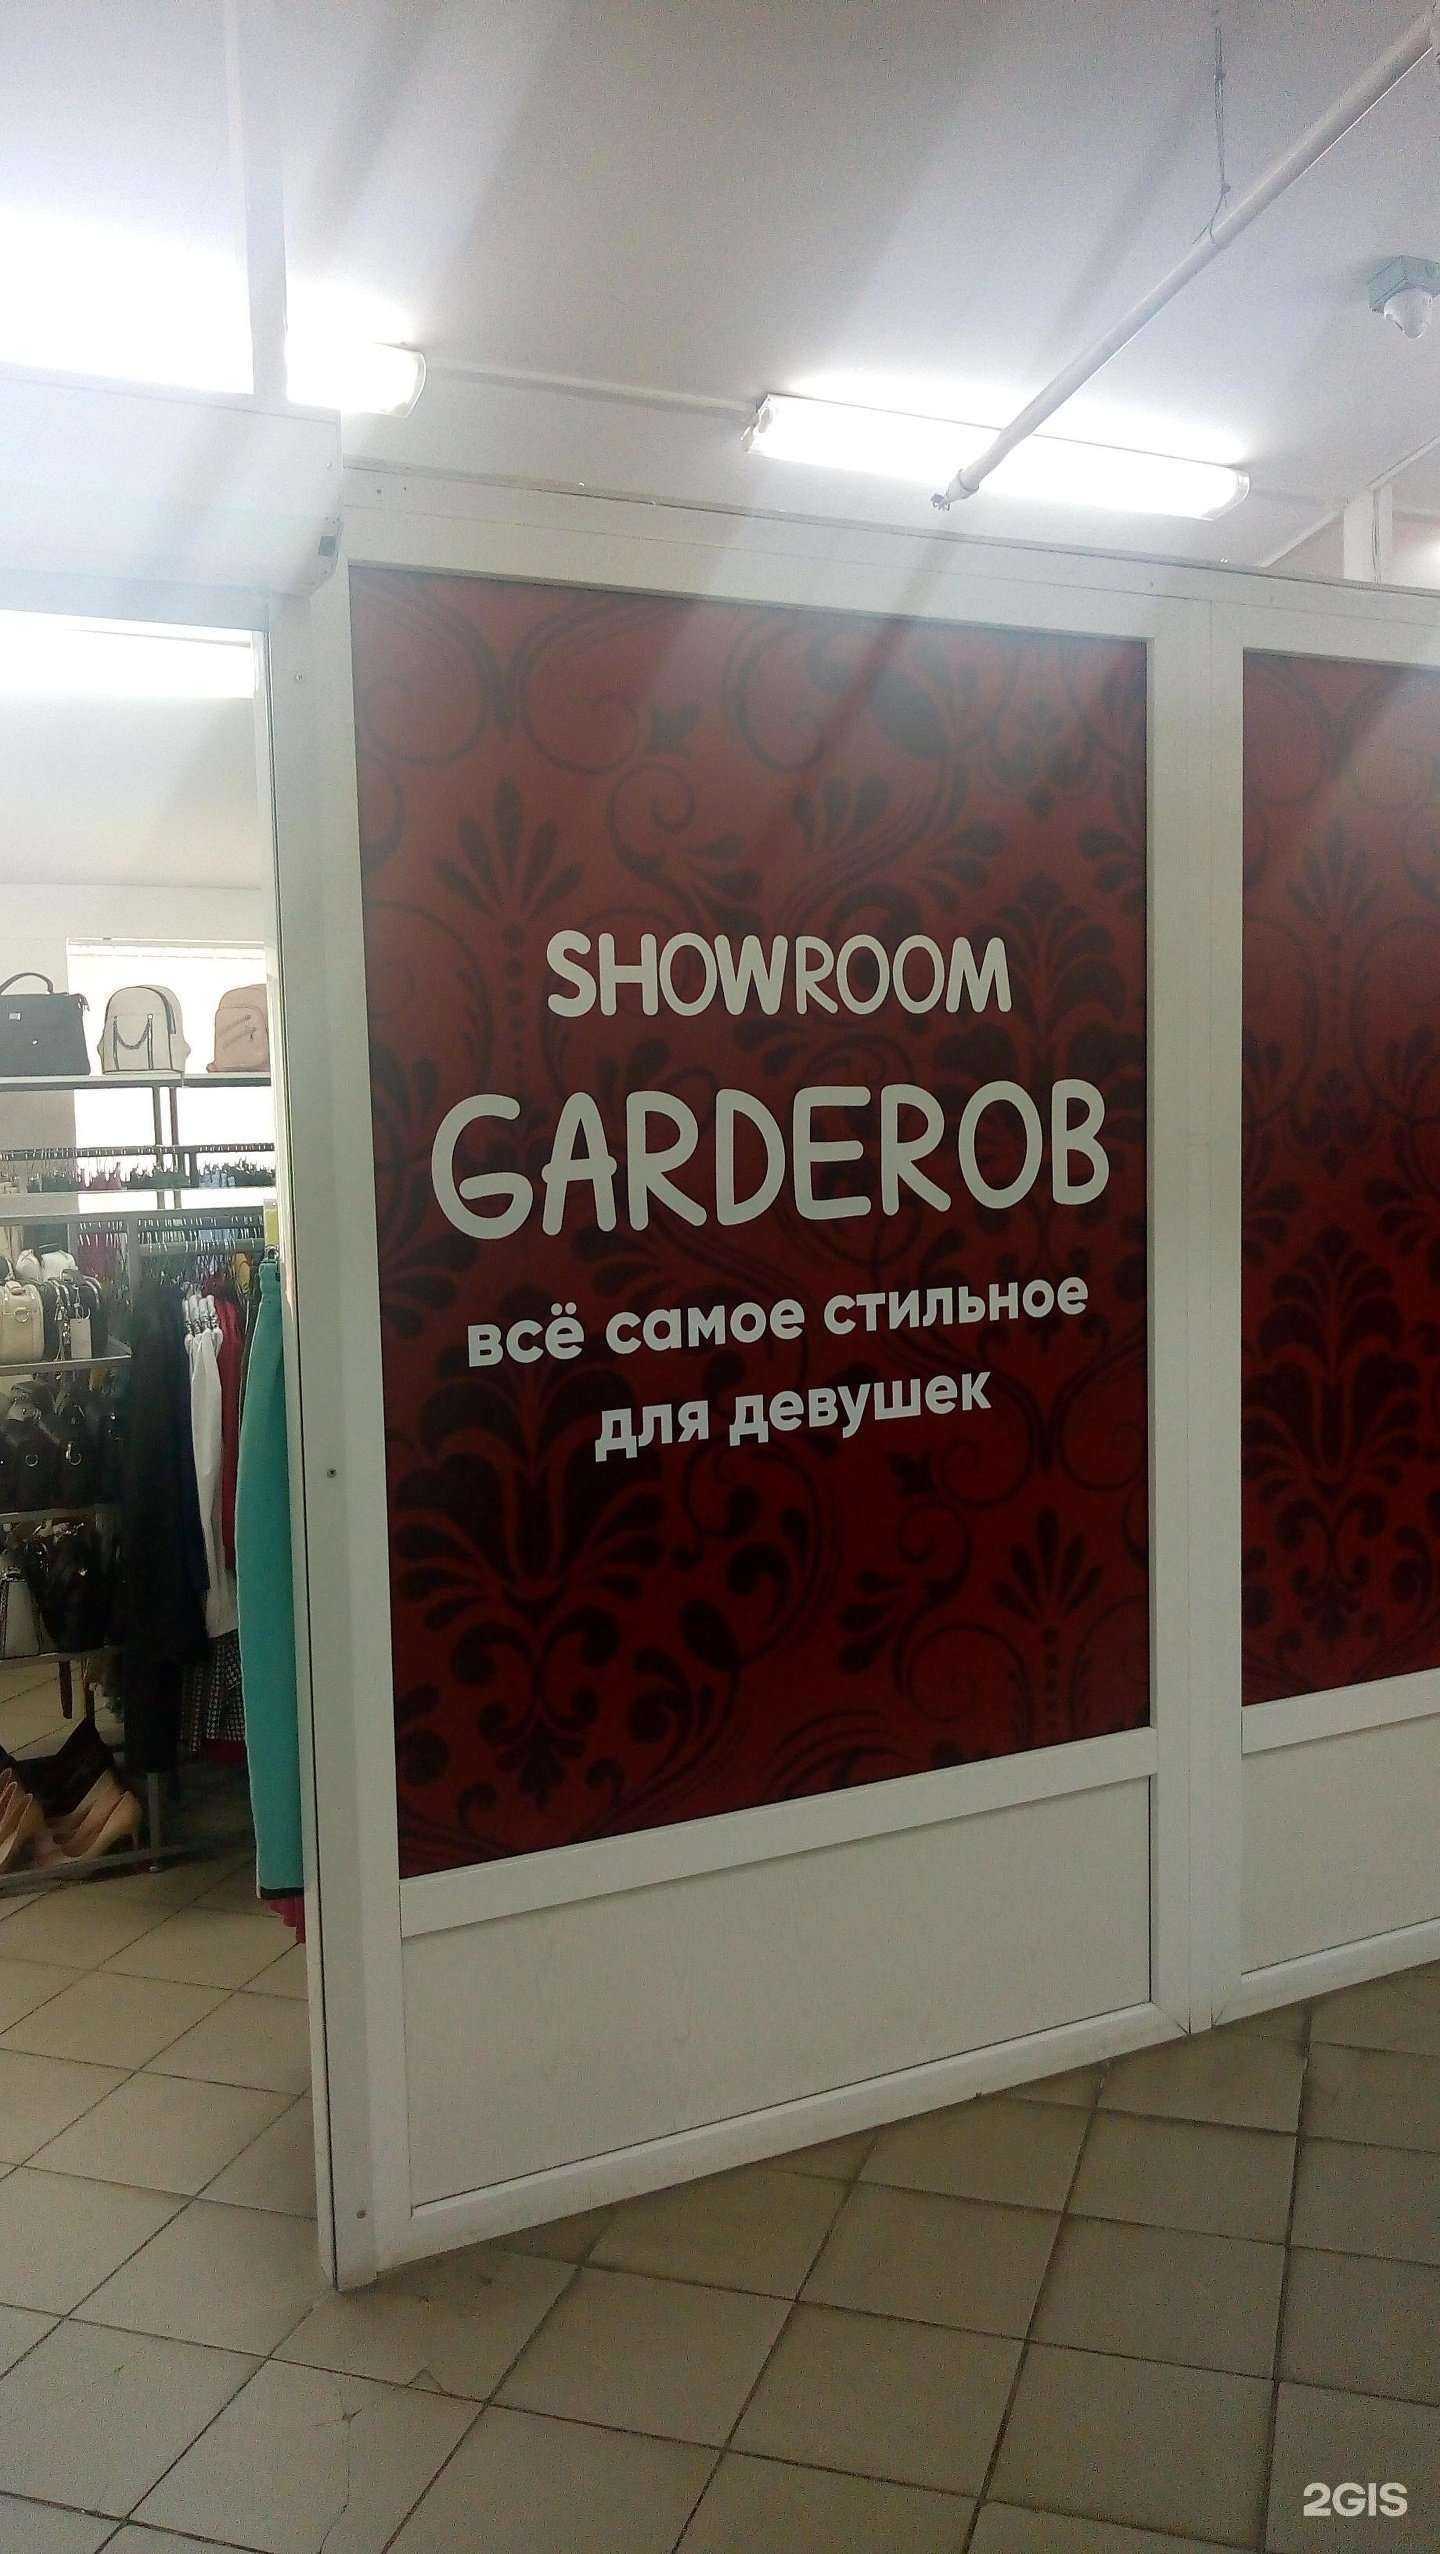 SHOWROOM
GARDEROB
всё самое стильное
для девушек
2GIS